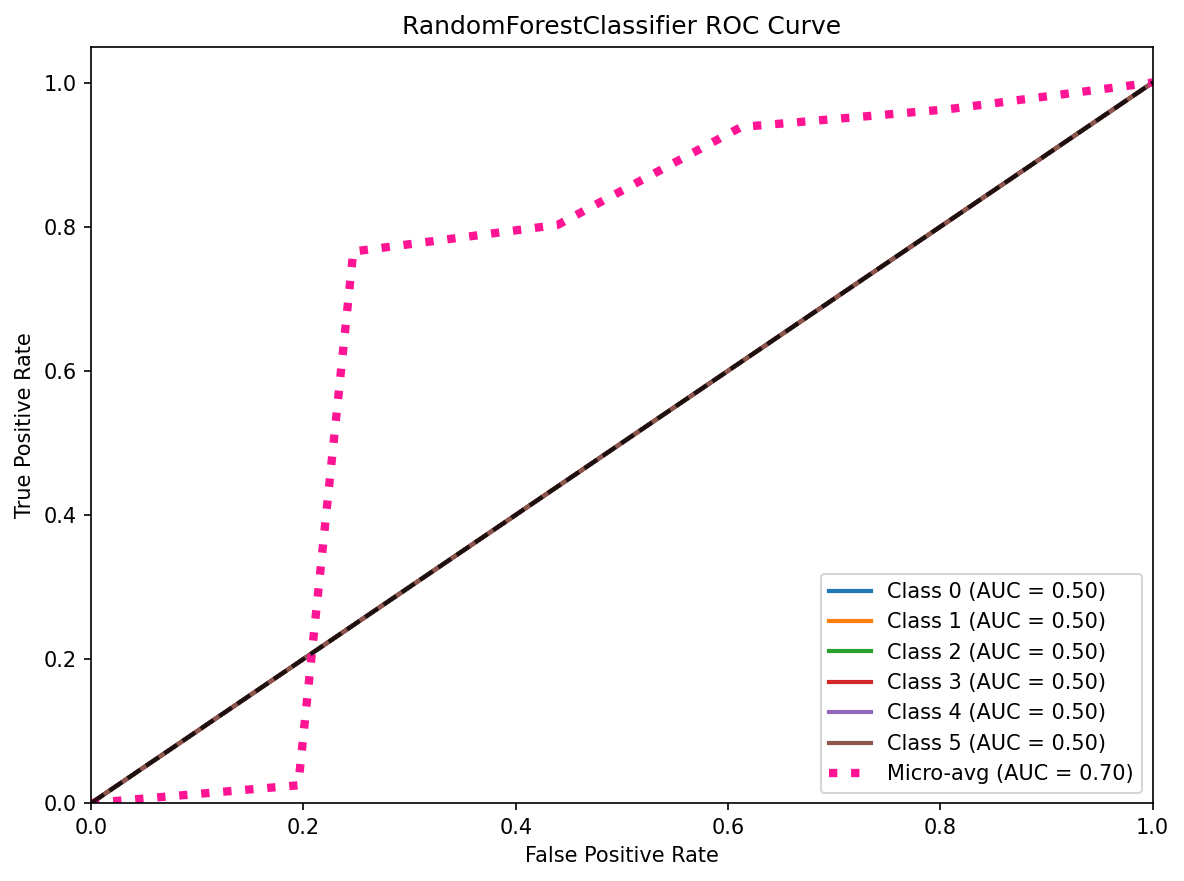 RandomForestClassifier ROC Curve
1.0
0.8
0.6
0.4
0.2
0.0
True Positive Rate
0.0 0.2 0.4 0.6 0.8 1.0
False Positive Rate
Class 0 (AUC = 0.50)
Class 1 (AUC = 0.50)
Class 2 (AUC = 0.50)
Class 3 (AUC = 0.50)
Class 4 (AUC = 0.50)
Class 5 (AUC = 0.50)
Micro-avg (AUC = 0.70)